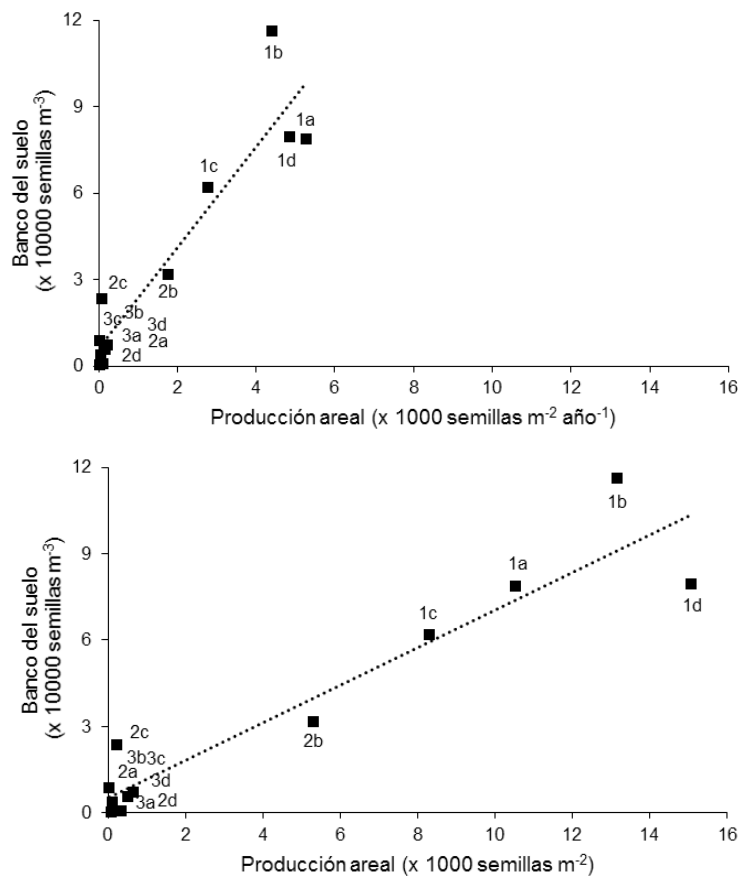 12
1b
9
1a
1d
1c
6
Banco del suelo
(x 10000 semillas m-3)
3
2c
2b
3c 3b
3d
3a 2a
2d
0
0 2 4 6 8 10 12 14 16
Producción areal (x 1000 semillas m-2 año-1)
12
1b
9
1a
1d
1c
6
Banco del suelo
(x 10000 semillas m-3)
3
2c
2b
3b3c
2a
3d
3a 2d
0
0 2 4 6 8 10 12 14 16
Producción areal (x 1000 semillas m-2)